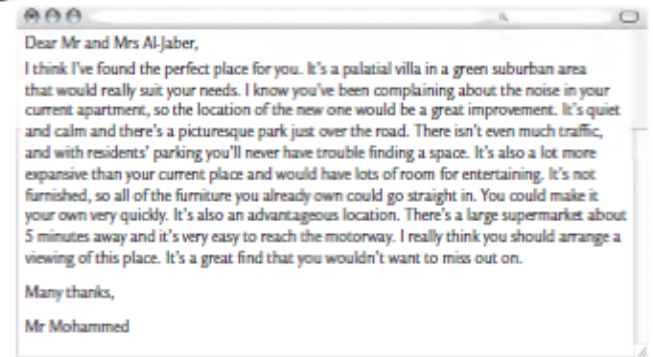 Dear Mr and Mrs Al-Jaber,
I think I've found the perfect place for you. It's a palatial villa in a green suburban area
that would really suit your needs. I know you've been complaining about the noise in your
current apartment, so the location of the new one would be a great improvement. It's quiet
and calm and there's a picturesque park just over the road. There isn't even much traffic,
and with residents' parking you'll never have trouble finding a space. It's also a lot more
expansive than your current place and would have lots of room for entertaining. It's not
furnished, so all of the furniture you already own could go straight in. You could make it
your own very quickly. It's also an advantageous location. There's a large supermarket about
5 minutes away and it's very easy to reach the motorway. I really think you should arrange a
viewing of this place. It's a great find that you wouldn't want to miss out on.
Many thanks,
Mr Mohammed